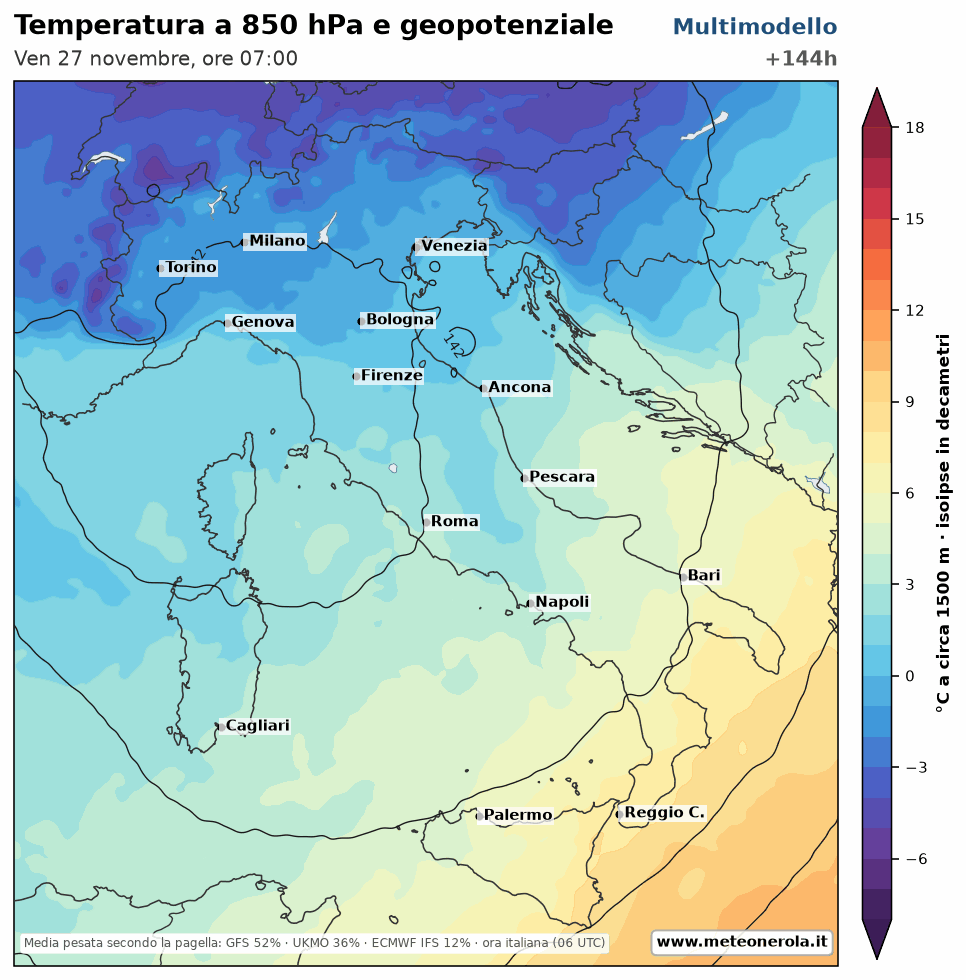 Temperatura a 850 hPa e geopotenziale
Multimodello
Ven 27 novembre, ore 07:00
+144h
Milano
Venezia
Torino
Genova
Bologna
142
Firenze
Ancona
Pescara
Roma
Bari
Napoli
Cagliari
Palermo
Reggio C.
18
15
12
9
6
3
0
−3
−6
°C a circa 1500 m · isoipse in decametri
Media pesata secondo la pagella: GFS 52% · UKMO 36% · ECMWF IFS 12% · ora italiana (06 UTC)
www.meteonerola.it